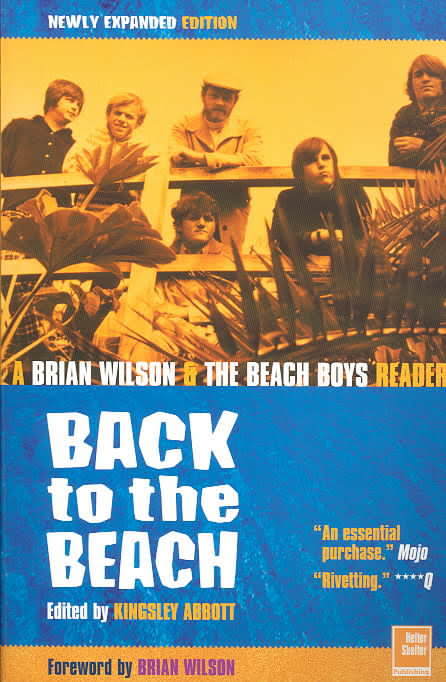 NEWLY EXPANDED EDITION
A BRIAN WILSON & THE BEACH BOYS READER
BACK
to the
BEACH
"An essential
purchase." Mojo
"Rivetting." ****Q
Edited by KINGSLEY ABBOTT
Foreword by BRIAN WILSON
Helter
Skelter
Publishing